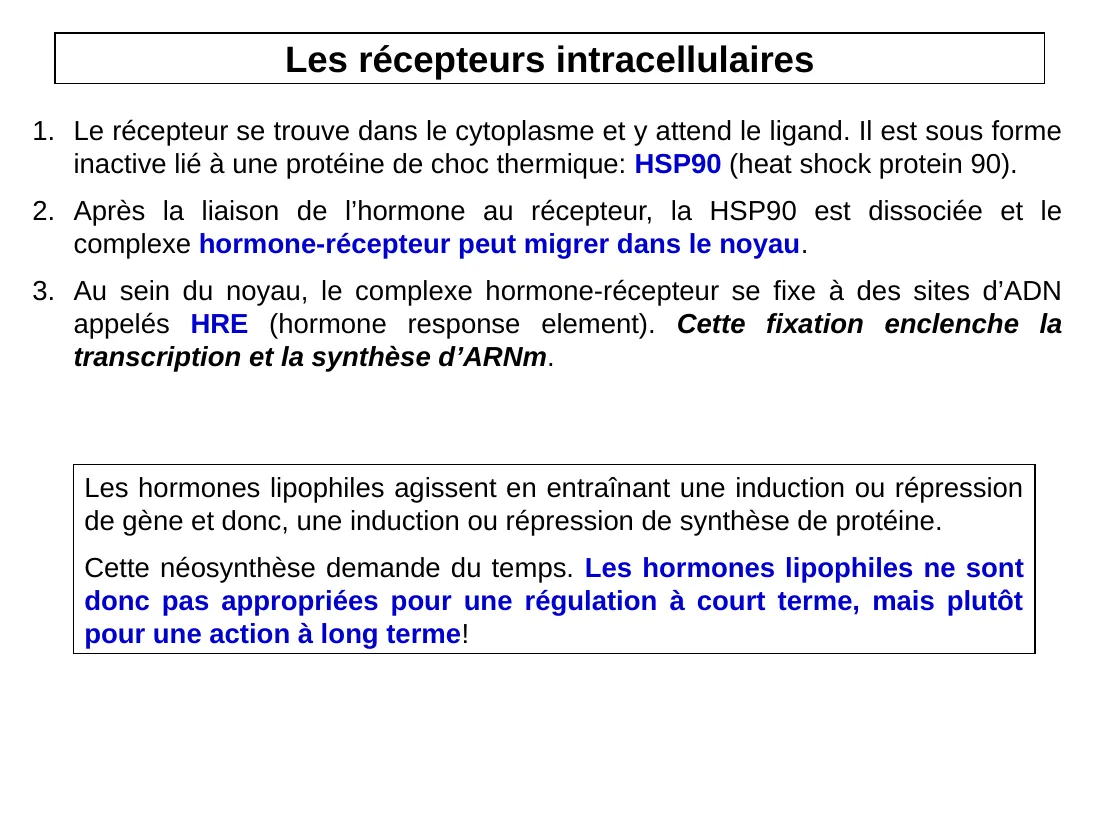 Les récepteurs intracellulaires
1. Le récepteur se trouve dans le cytoplasme et y attend le ligand. Il est sous forme
inactive lié à une protéine de choc thermique: HSP90 (heat shock protein 90).
2. Après la liaison de l’hormone au récepteur, la HSP90 est dissociée et le
complexe hormone-récepteur peut migrer dans le noyau.
3. Au sein du noyau, le complexe hormone-récepteur se fixe à des sites d’ADN
appelés HRE (hormone response element). Cette fixation enclenche la
transcription et la synthèse d’ARNm.
Les hormones lipophiles agissent en entraînant une induction ou répression
de gène et donc, une induction ou répression de synthèse de protéine.
Cette néosynthèse demande du temps. Les hormones lipophiles ne sont
donc pas appropriées pour une régulation à court terme, mais plutôt
pour une action à long terme!